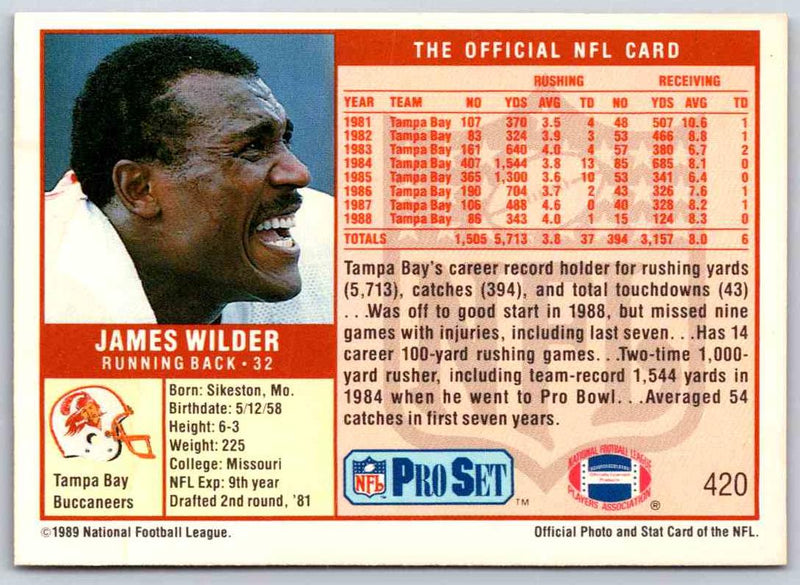 THE OFFICIAL NFL CARD
RUSHING RECEIVING
YEAR TEAM NO YDS AVG TD NO YDS AVG TD
1981 Tampa Bay 107 370 3.5 4 48 507 10.6 1
1982 Tampa Bay 83 324 3.9 3 53 466 8.8 1
1983 Tampa Bay 161 640 4.0 4 57 380 6.7 2
1984 Tampa Bay 407 1,544 3.8 13 85 685 8.1 0
1985 Tampa Bay 365 1,300 3.6 10 53 341 6.4 0
1986 Tampa Bay 190 704 3.7 2 43 326 7.6 1
1987 Tampa Bay 106 488 4.6 0 40 328 8.2 1
1988 Tampa Bay 86 343 4.0 1 15 124 8.3 0
TOTALS 1,505 5,713 3.8 37 394 3,157 8.0 6
Tampa Bay's career record holder for rushing yards
(5,713), catches (394), and total touchdowns (43)
. . .Was off to good start in 1988, but missed nine
games with injuries, including last seven. . .Has 14
career 100-yard rushing games. . .Two-time 1,000-
yard rusher, including team-record 1,544 yards in
1984 when he went to Pro Bowl. . .Averaged 54
catches in first seven years.
JAMES WILDER
RUNNING BACK • 32
Tampa Bay
Buccaneers
Born: Sikeston, Mo.
Birthdate: 5/12/58
Height: 6-3
Weight: 225
College: Missouri
NFL Exp: 9th year
Drafted 2nd round, '81
NFL PRO SET ™
NATIONAL FOOTBALL LEAGUE
PLAYERS ASSOCIATION ®
420
©1989 National Football League.
Official Photo and Stat Card of the NFL.